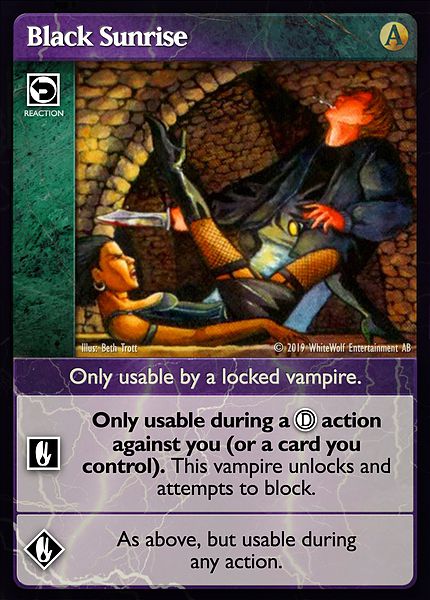 Black Sunrise
A
REACTION
Illus: Beth Trott
© 2019 WhiteWolf Entertainment AB
Only usable by a locked vampire.
Only usable during a Ⓓ action
against you (or a card you
control). This vampire unlocks and
attempts to block.
As above, but usable during
any action.